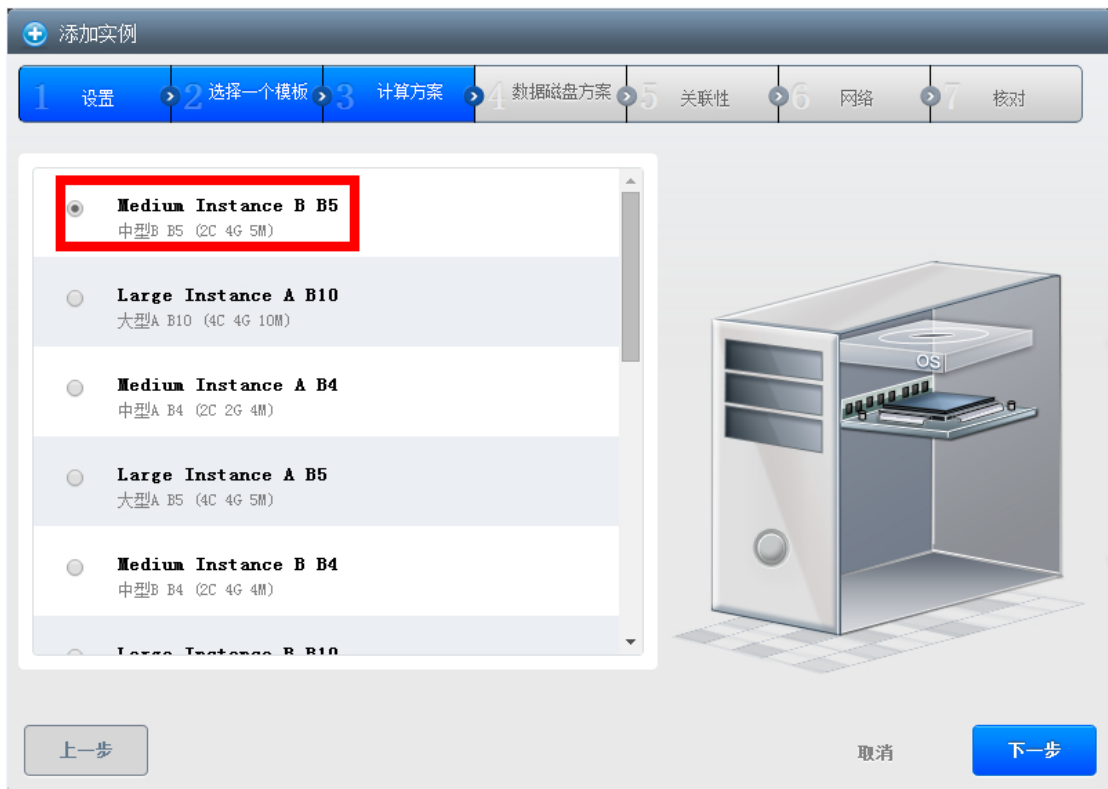 添加实例
1 设置
2 选择一个模板
3 计算方案
4 数据磁盘方案
5 关联性
6 网络
7 核对
Medium Instance B B5
中型B B5 (2C 4G 5M)
Large Instance A B10
大型A B10 (4C 4G 10M)
Medium Instance A B4
中型A B4 (2C 2G 4M)
Large Instance A B5
大型A B5 (4C 4G 5M)
Medium Instance B B4
中型B B4 (2C 4G 4M)
Large Instance B B10
OS
上一步
取消
下一步